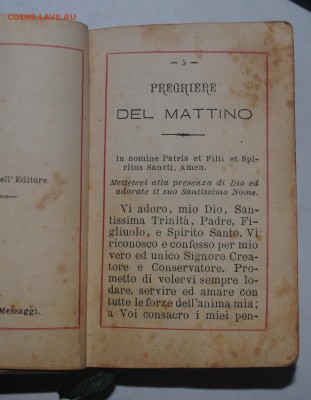 COINS.LAVE.RU
ell'Editore
Messaggi.
— 5 —
PREGHIERE
DEL MATTINO
In nomine Patris et Filii et Spi-
ritus Sancti, Amen.
Mettetevi alla presenza di Dio ed
adorate il suo Santissimo Nome.
Vi adoro, mio Dio, San-
tissima Trinità, Padre, Fi-
gliuolo, e Spirito Santo. Vi
riconosco e confesso per mio
vero ed unico Signore Crea-
tore e Conservatore. Pro-
metto di volervi sempre lo-
dare, servire ed amare con
tutte le forze dell'anima mia;
a Voi consacro i miei pen-